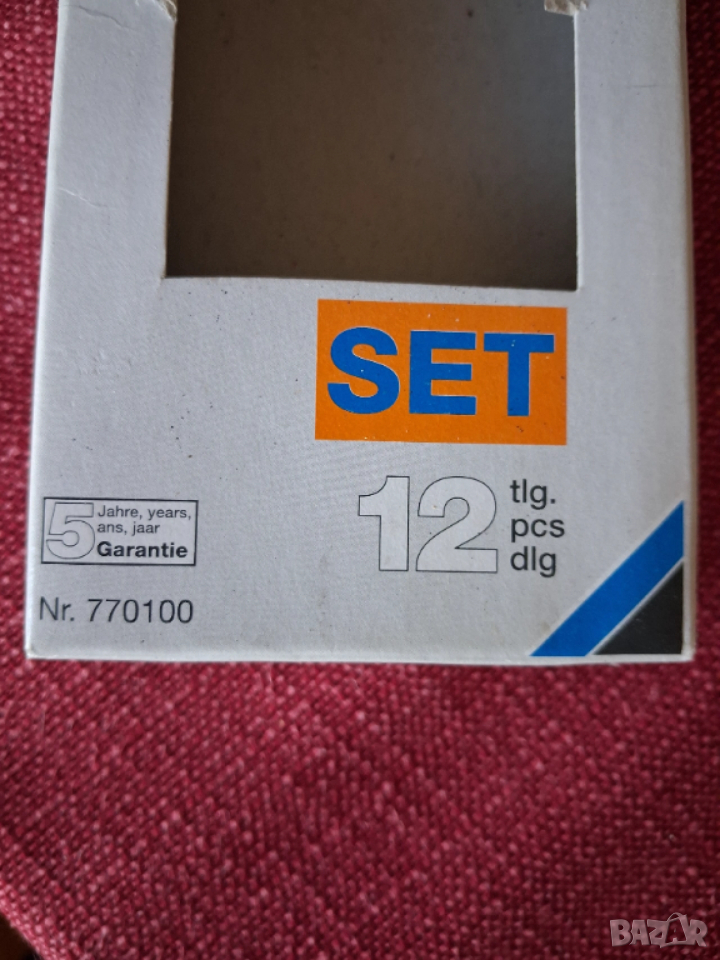 SET
12 tlg.
pcs
dlg
5 Jahre, years,
ans, jaar
Garantie
Nr. 770100
BAZAR